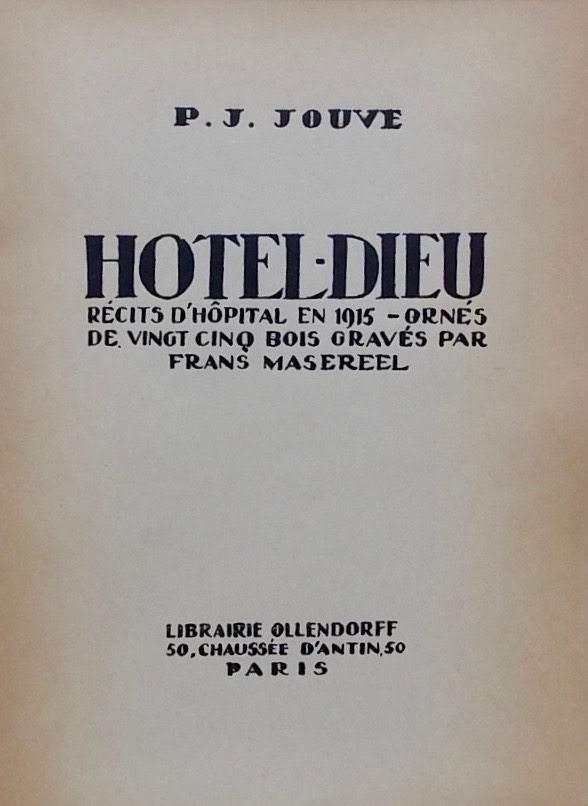 P. J. JOUVE
HOTEL-DIEU
RÉCITS D'HÔPITAL EN 1915 – ORNÉS
DE VINGT CINQ BOIS GRAVÉS PAR
FRANS MASEREEL
LIBRAIRIE OLLENDORFF
50, CHAUSSÉE D'ANTIN, 50
PARIS